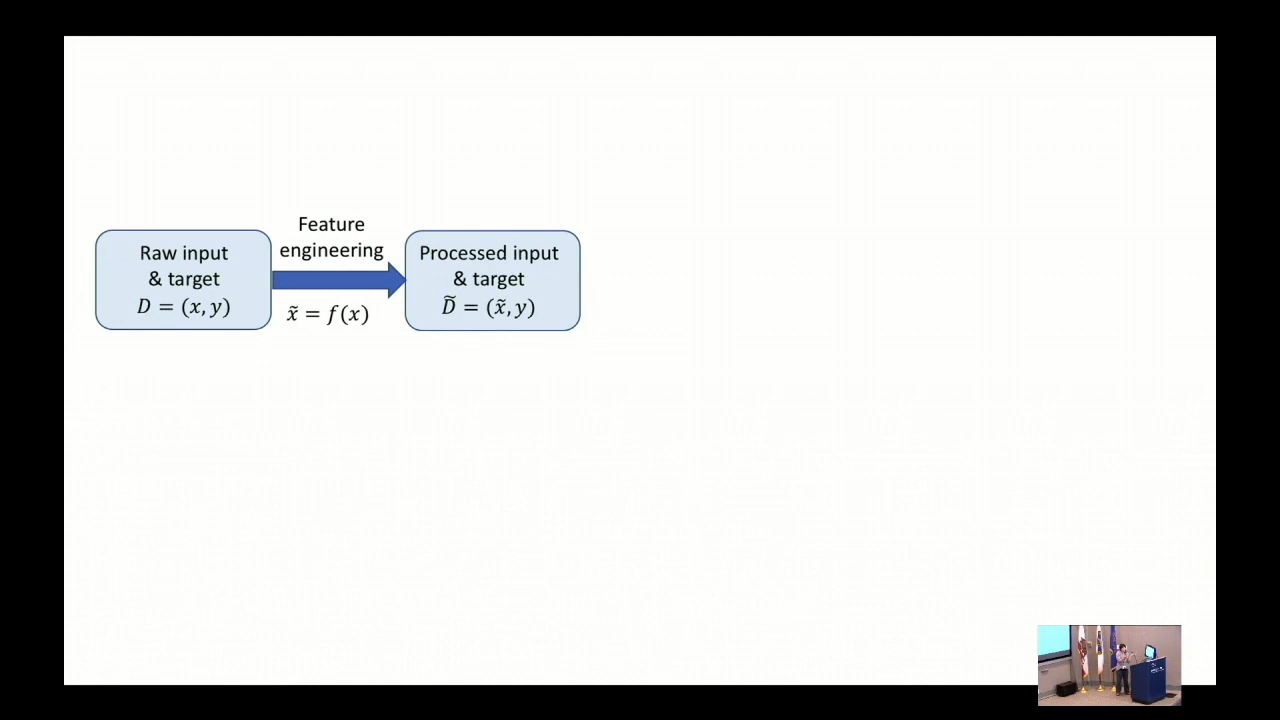 Raw input
& target
D = (x, y)
Feature
engineering
x̃ = f(x)
Processed input
& target
D̃ = (x̃, y)